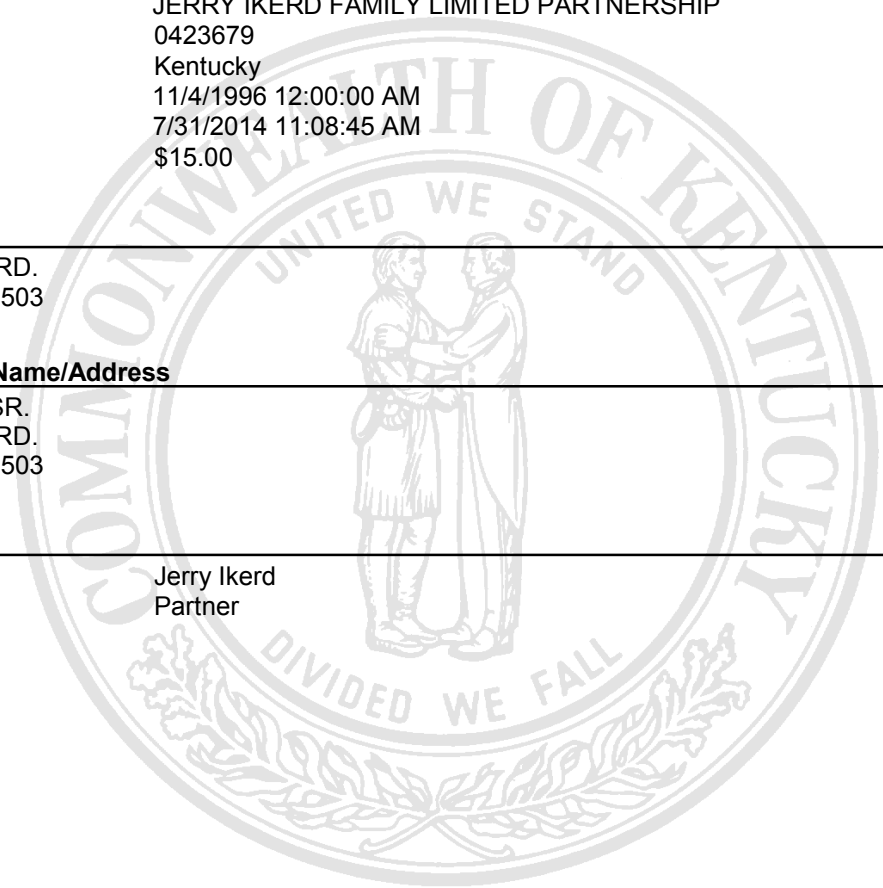 JERRY IKERD FAMILY LIMITED PARTNERSHIP
0423679
Kentucky
11/4/1996 12:00:00 AM
7/31/2014 11:08:45 AM
$15.00
RD.
503
Name/Address
SR.
RD.
503
Jerry Ikerd
Partner
COMMONWEALTH OF KENTUCKY
UNITED WE STAND
DIVIDED WE FALL